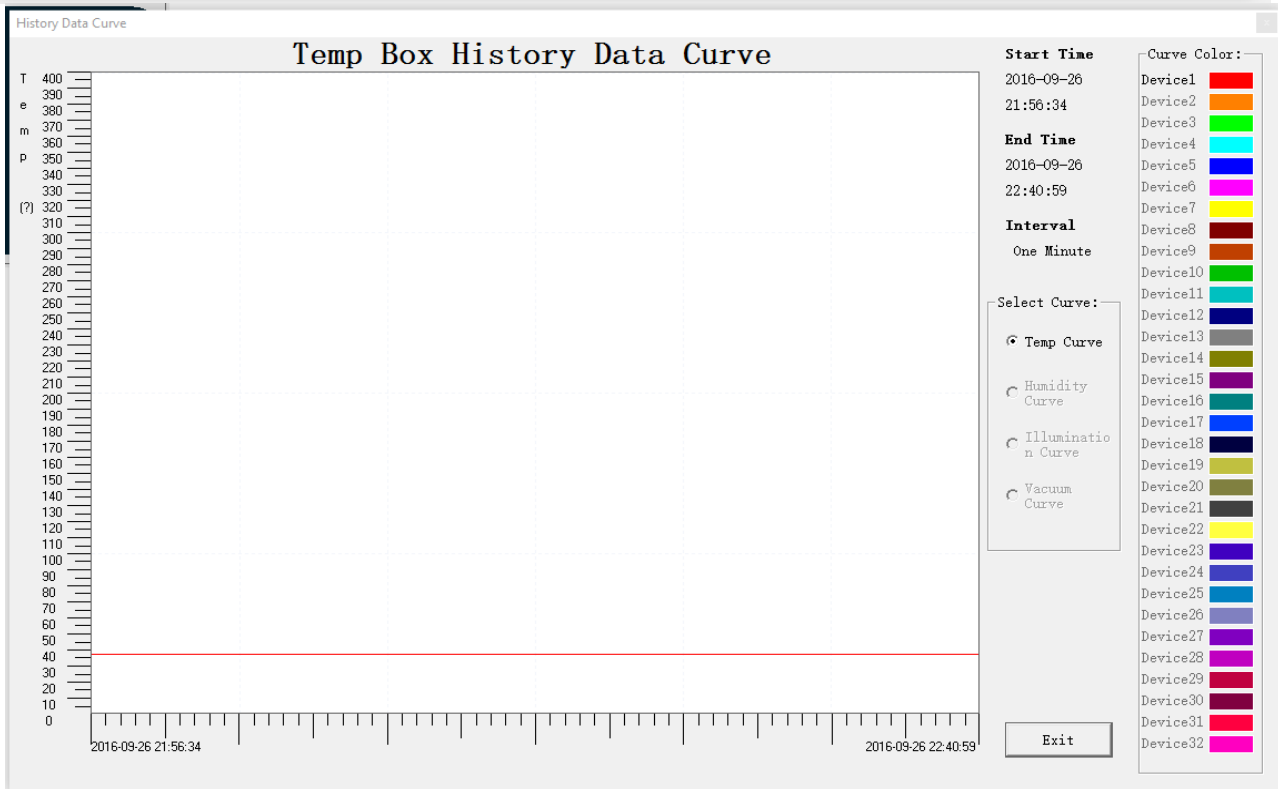 History Data Curve
Temp Box History Data Curve
T
e
m
p
(?)
400
390
380
370
360
350
340
330
320
310
300
290
280
270
260
250
240
230
220
210
200
190
180
170
160
150
140
130
120
110
100
90
80
70
60
50
40
30
20
10
0
2016-09-26 21:56:34
2016-09-26 22:40:59
Start Time
2016-09-26
21:56:34
End Time
2016-09-26
22:40:59
Interval
One Minute
Select Curve:
Temp Curve
Humidity
Curve
Illuminatio
n Curve
Vacuum
Curve
Exit
Curve Color:
Device1
Device2
Device3
Device4
Device5
Device6
Device7
Device8
Device9
Device10
Device11
Device12
Device13
Device14
Device15
Device16
Device17
Device18
Device19
Device20
Device21
Device22
Device23
Device24
Device25
Device26
Device27
Device28
Device29
Device30
Device31
Device32